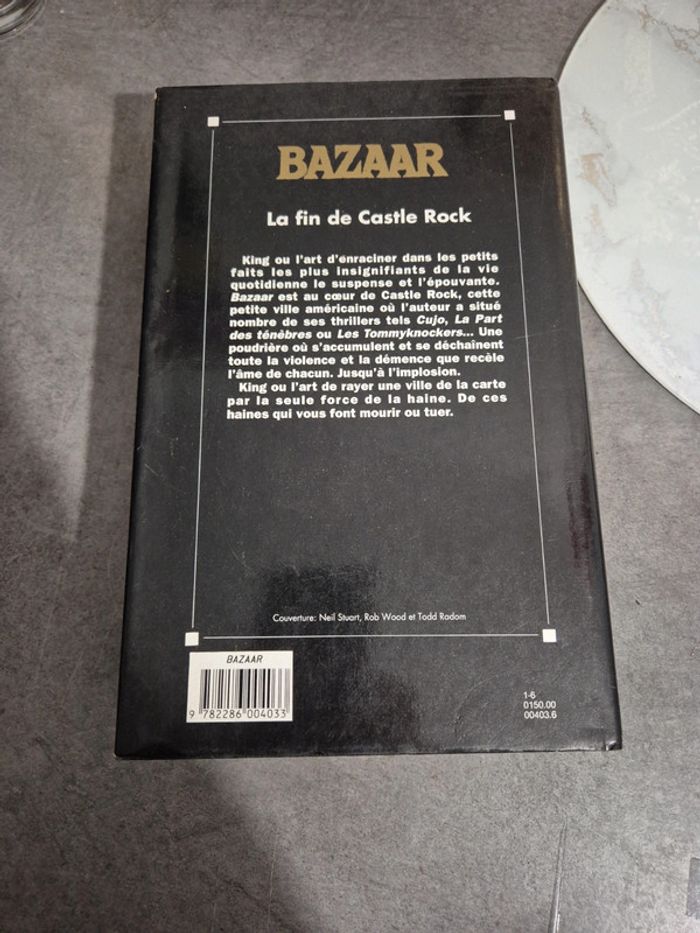 BAZAAR
La fin de Castle Rock
King ou l'art d'enraciner dans les petits
faits les plus insignifiants de la vie
quotidienne le suspense et l'épouvante.
Bazaar est au cœur de Castle Rock, cette
petite ville américaine où l'auteur a situé
nombre de ses thrillers tels Cujo, La Part
des ténèbres ou Les Tommyknockers... Une
poudrière où s'accumulent et se déchaînent
toute la violence et la démence que recèle
l'âme de chacun. Jusqu'à l'implosion.
King ou l'art de rayer une ville de la carte
par la seule force de la haine. De ces
haines qui vous font mourir ou tuer.
Couverture: Neil Stuart, Rob Wood et Todd Radom
BAZAAR
9 782286 004033
1-6
0150.00
00403.6